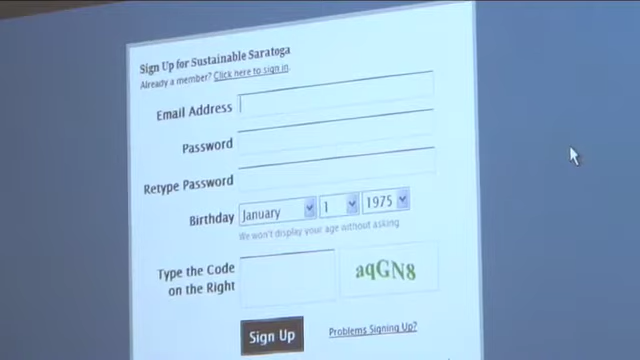 Sign Up for Sustainable Saratoga
Already a member? Click here to sign in.
Email Address
Password
Retype Password
Birthday January 1 1975
We won't display your age without asking.
Type the Code
on the Right
aqGN8
Sign Up
Problems Signing Up?